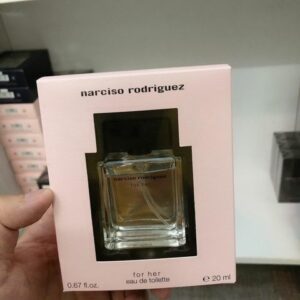 narciso rodriguez
narciso rodriguez
for her
for her
eau de toilette
0.67 fl.oz.
e 20 ml